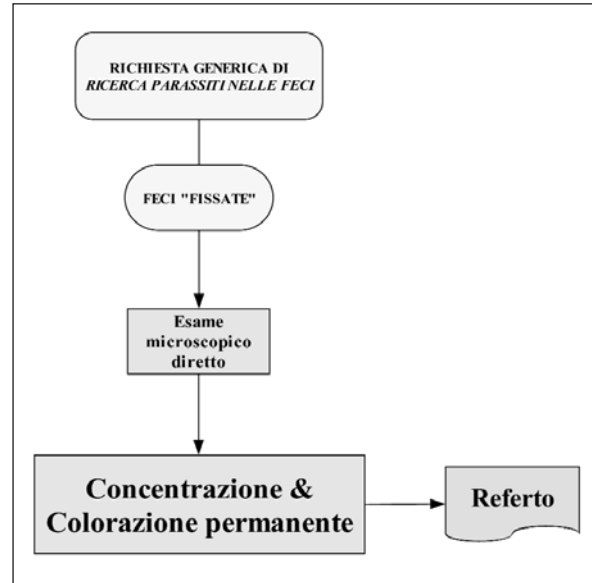 RICHIESTA GENERICA DI
RICERCA PARASSITI NELLE FECI
FECI "FISSATE"
Esame
microscopico
diretto
Concentrazione &
Colorazione permanente
Referto